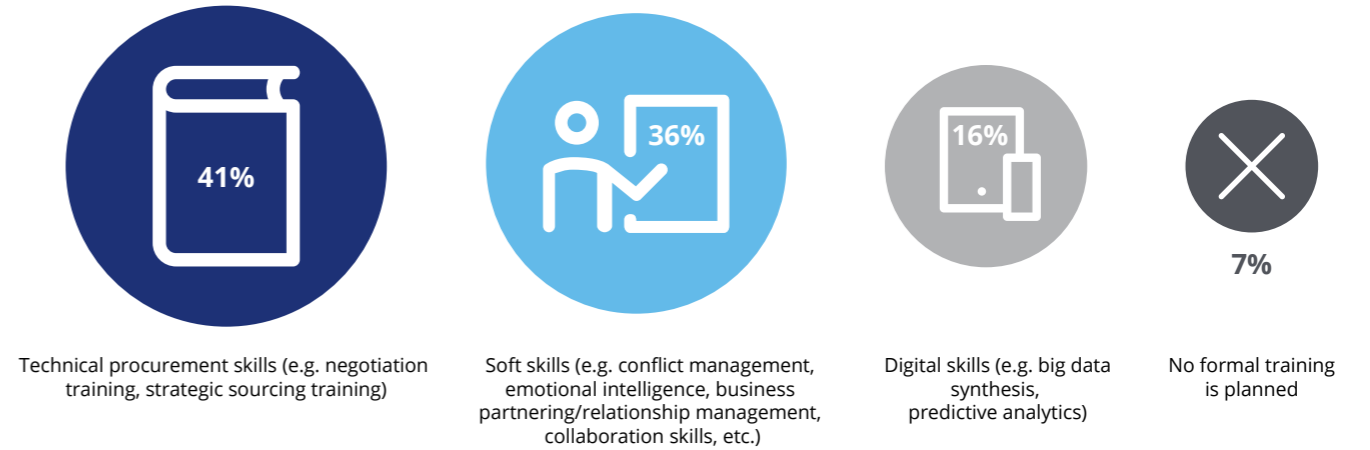 41%
36%
16%
7%
Technical procurement skills (e.g. negotiation
training, strategic sourcing training)
Soft skills (e.g. conflict management,
emotional intelligence, business
partnering/relationship management,
collaboration skills, etc.)
Digital skills (e.g. big data
synthesis,
predictive analytics)
No formal training
is planned